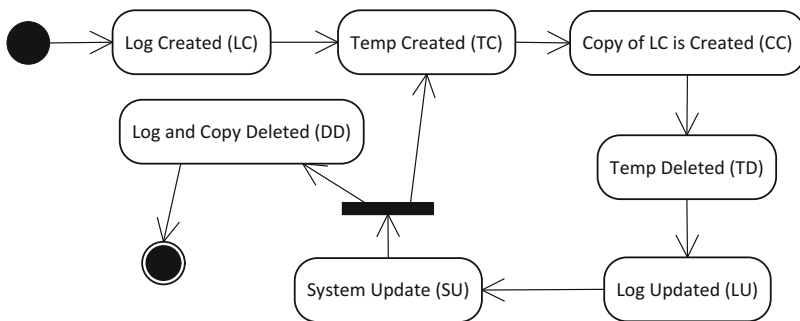 Log Created (LC)
Temp Created (TC)
Copy of LC is Created (CC)
Log and Copy Deleted (DD)
Temp Deleted (TD)
System Update (SU)
Log Updated (LU)